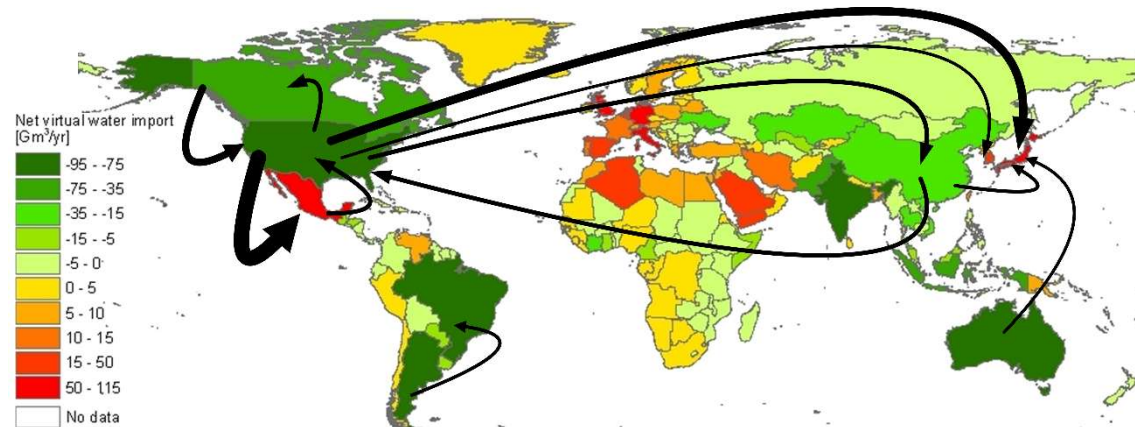 Net virtual water import
[Gm³/yr]
-95 - -75
-75 - -35
-35 - -15
-15 - -5
-5 - 0
0 - 5
5 - 10
10 - 15
15 - 50
50 - 115
No data